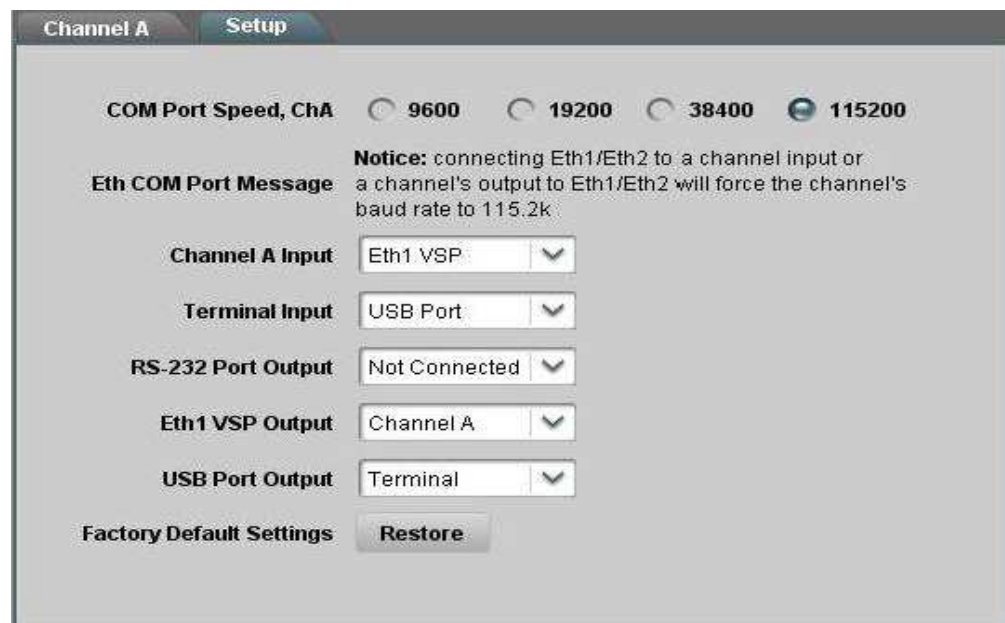 Channel A Setup
COM Port Speed, ChA 9600 19200 38400 115200
Notice: connecting Eth1/Eth2 to a channel input or
Eth COM Port Message a channel's output to Eth1/Eth2 will force the channel's
baud rate to 115.2k
Channel A Input Eth1 VSP
Terminal Input USB Port
RS-232 Port Output Not Connected
Eth1 VSP Output Channel A
USB Port Output Terminal
Factory Default Settings Restore